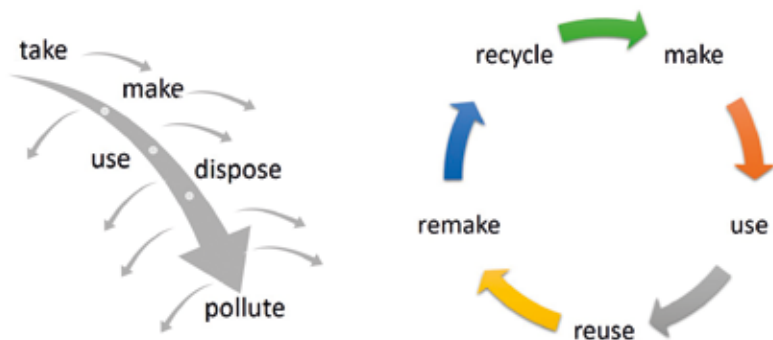 take
make
use
dispose
pollute
recycle
make
use
reuse
remake